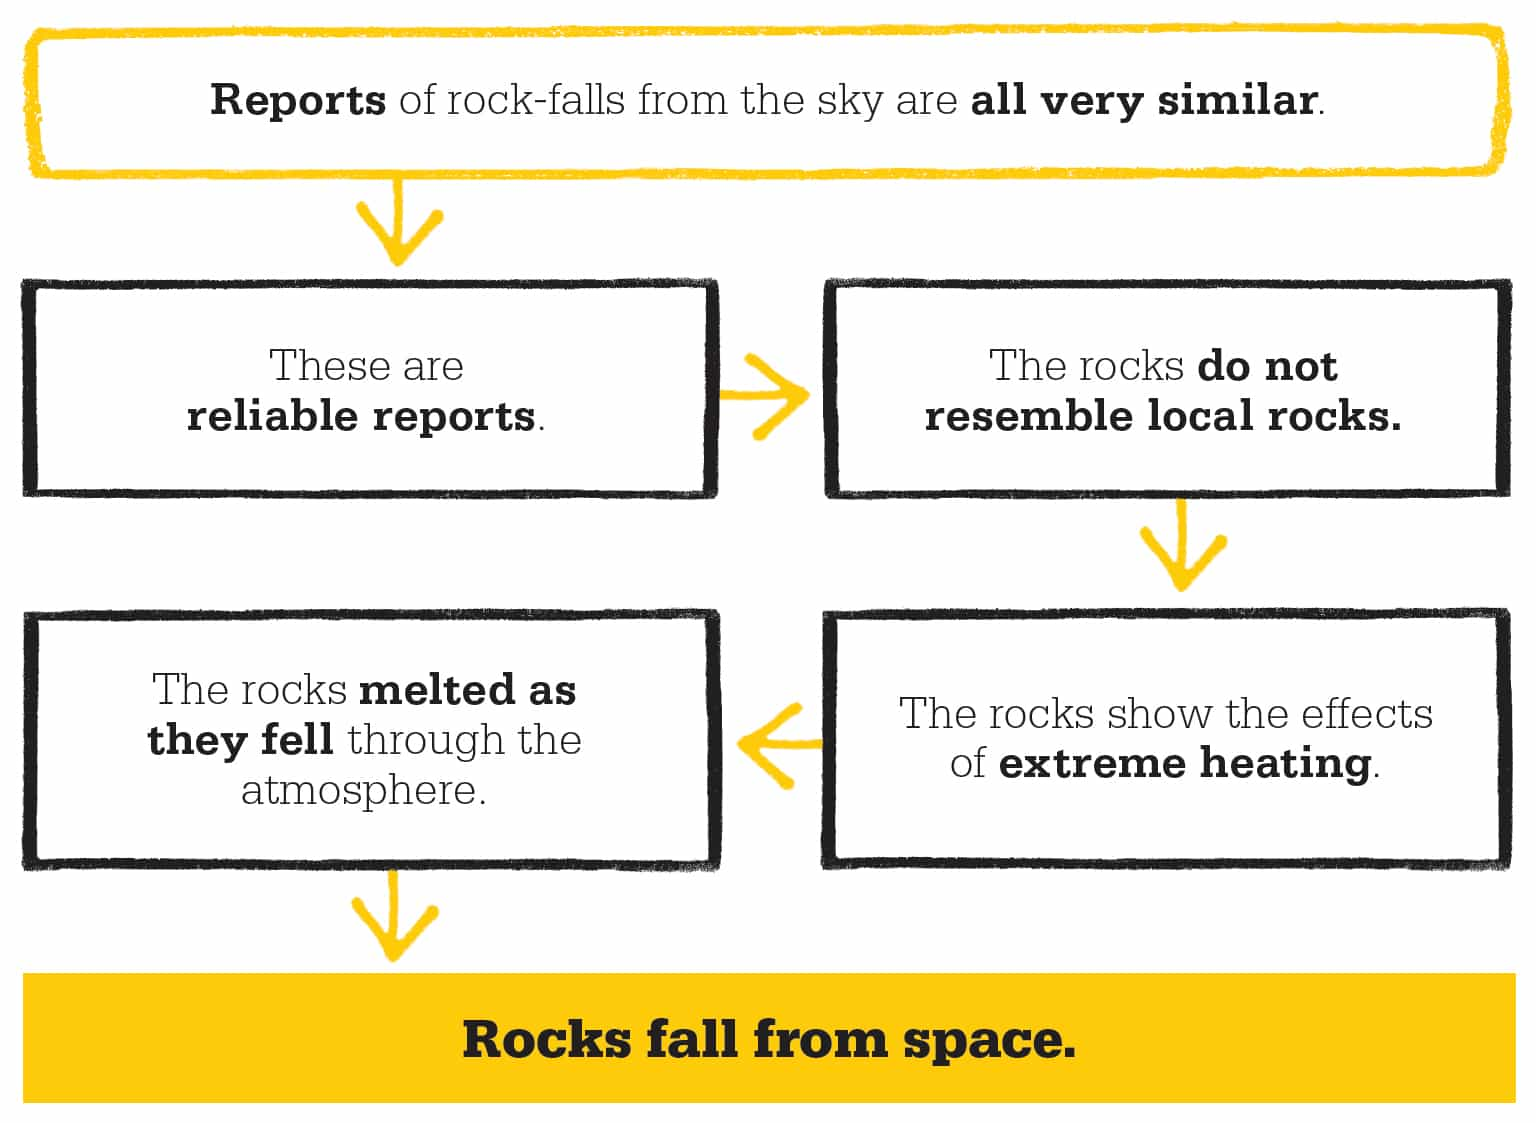 Reports of rock-falls from the sky are all very similar.
These are
reliable reports.
The rocks do not
resemble local rocks.
The rocks show the effects
of extreme heating.
The rocks melted as
they fell through the
atmosphere.
Rocks fall from space.